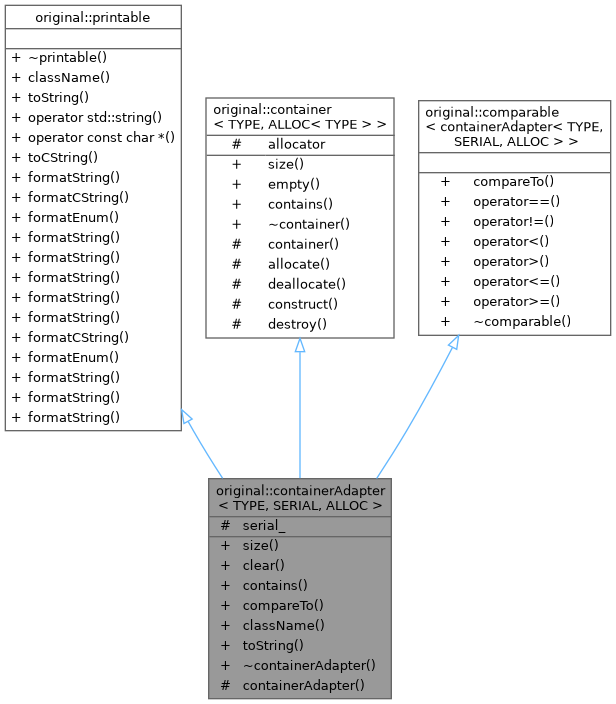 original::printable
+ ~printable()
+ className()
+ toString()
+ operator std::string()
+ operator const char *()
+ toCString()
+ formatString()
+ formatCString()
+ formatEnum()
+ formatString()
+ formatString()
+ formatString()
+ formatString()
+ formatString()
+ formatCString()
+ formatEnum()
+ formatString()
+ formatString()
+ formatString()
original::container
< TYPE, ALLOC< TYPE > >
# allocator
+ size()
+ empty()
+ contains()
+ ~container()
# container()
# allocate()
# deallocate()
# construct()
# destroy()
original::comparable
< containerAdapter< TYPE,
SERIAL, ALLOC > >
+ compareTo()
+ operator==()
+ operator!=()
+ operator<()
+ operator>()
+ operator<=()
+ operator>=()
+ ~comparable()
original::containerAdapter
< TYPE, SERIAL, ALLOC >
# serial_
+ size()
+ clear()
+ contains()
+ compareTo()
+ className()
+ toString()
+ ~containerAdapter()
# containerAdapter()